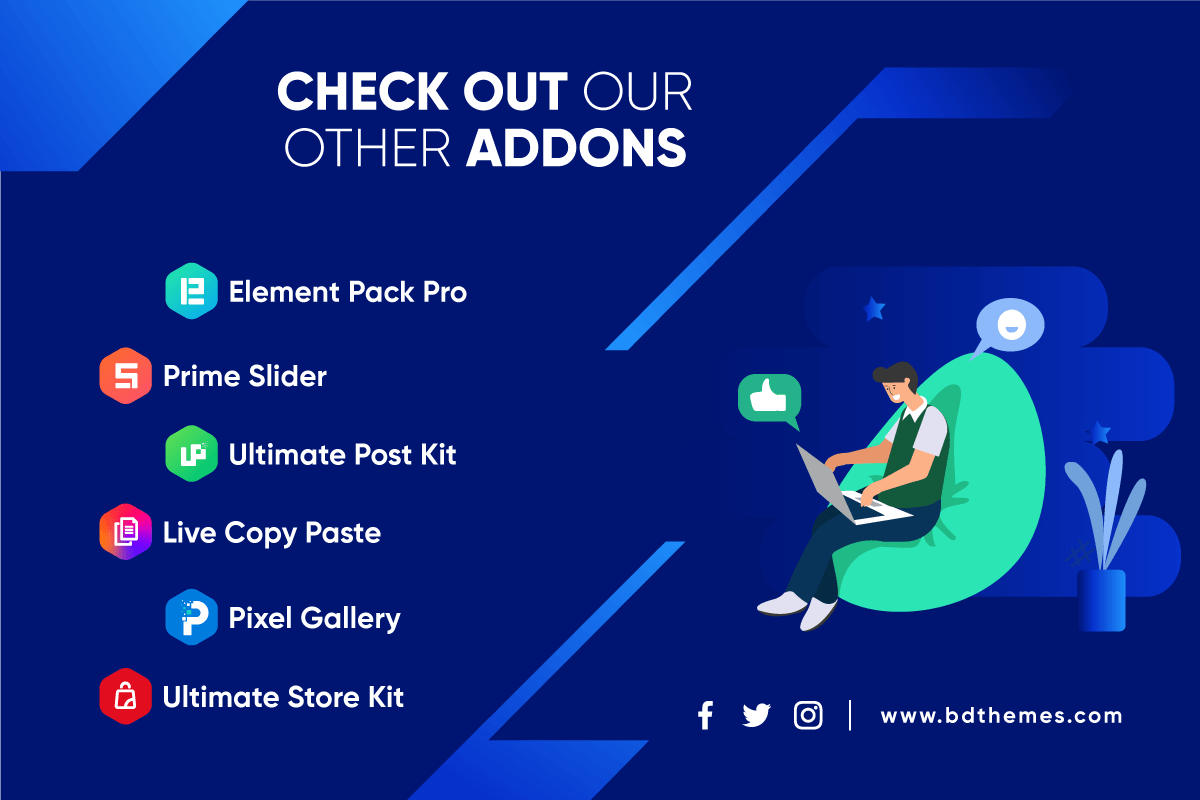 CHECK OUT OUR
OTHER ADDONS
Element Pack Pro
Prime Slider
Ultimate Post Kit
Live Copy Paste
Pixel Gallery
Ultimate Store Kit
www.bdthemes.com